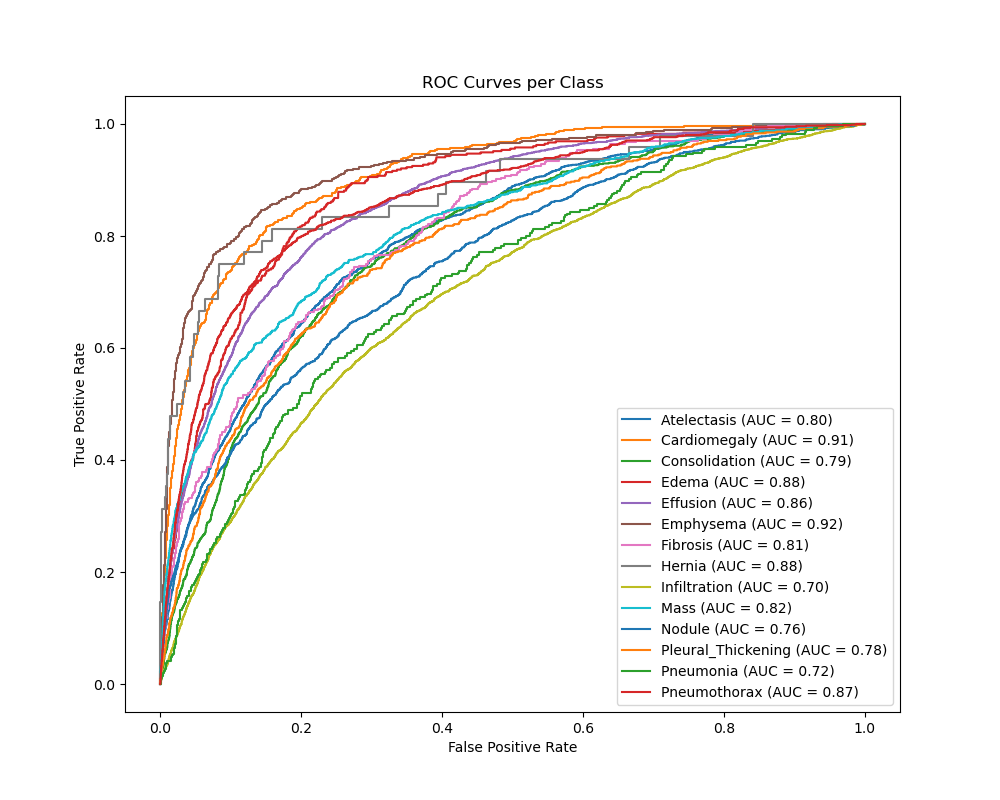 ROC Curves per Class
True Positive Rate
1.0
0.8
0.6
0.4
0.2
0.0
Atelectasis (AUC = 0.80)
Cardiomegaly (AUC = 0.91)
Consolidation (AUC = 0.79)
Edema (AUC = 0.88)
Effusion (AUC = 0.86)
Emphysema (AUC = 0.92)
Fibrosis (AUC = 0.81)
Hernia (AUC = 0.88)
Infiltration (AUC = 0.70)
Mass (AUC = 0.82)
Nodule (AUC = 0.76)
Pleural_Thickening (AUC = 0.78)
Pneumonia (AUC = 0.72)
Pneumothorax (AUC = 0.87)
0.0 0.2 0.4 0.6 0.8 1.0
False Positive Rate